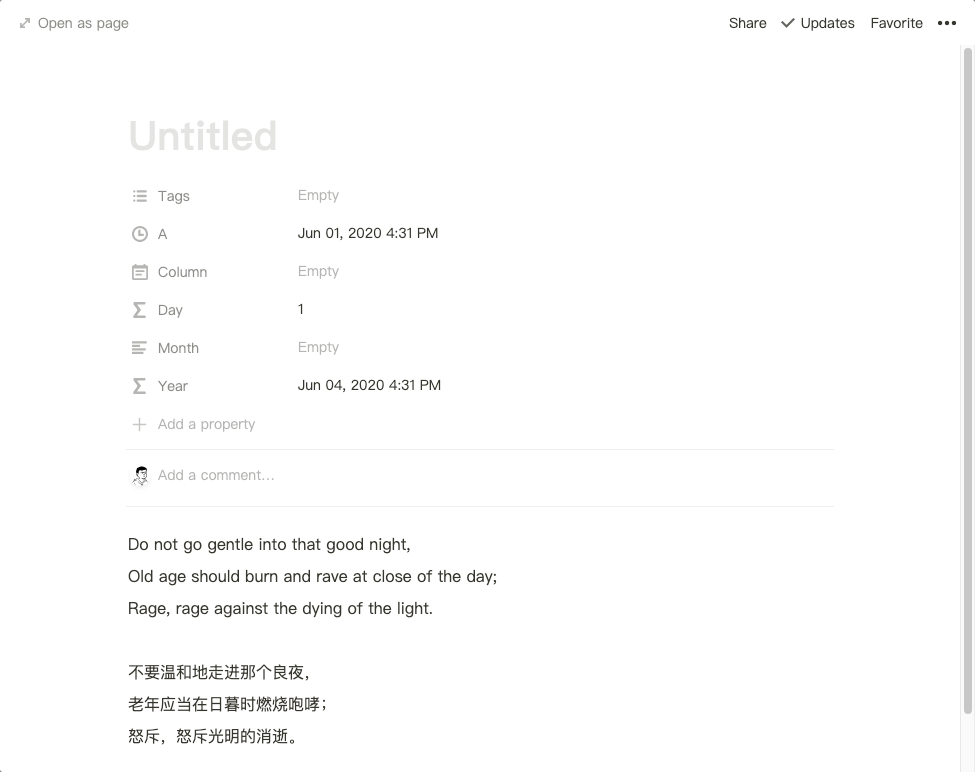 Open as page
Share Updates Favorite
Untitled
Tags Empty
A Jun 01, 2020 4:31 PM
Column Empty
Day 1
Month Empty
Year Jun 04, 2020 4:31 PM
Add a property
Add a comment...
Do not go gentle into that good night,
Old age should burn and rave at close of the day;
Rage, rage against the dying of the light.
不要温和地走进那个良夜，
老年应当在日暮时燃烧咆哮；
怒斥，怒斥光明的消逝。